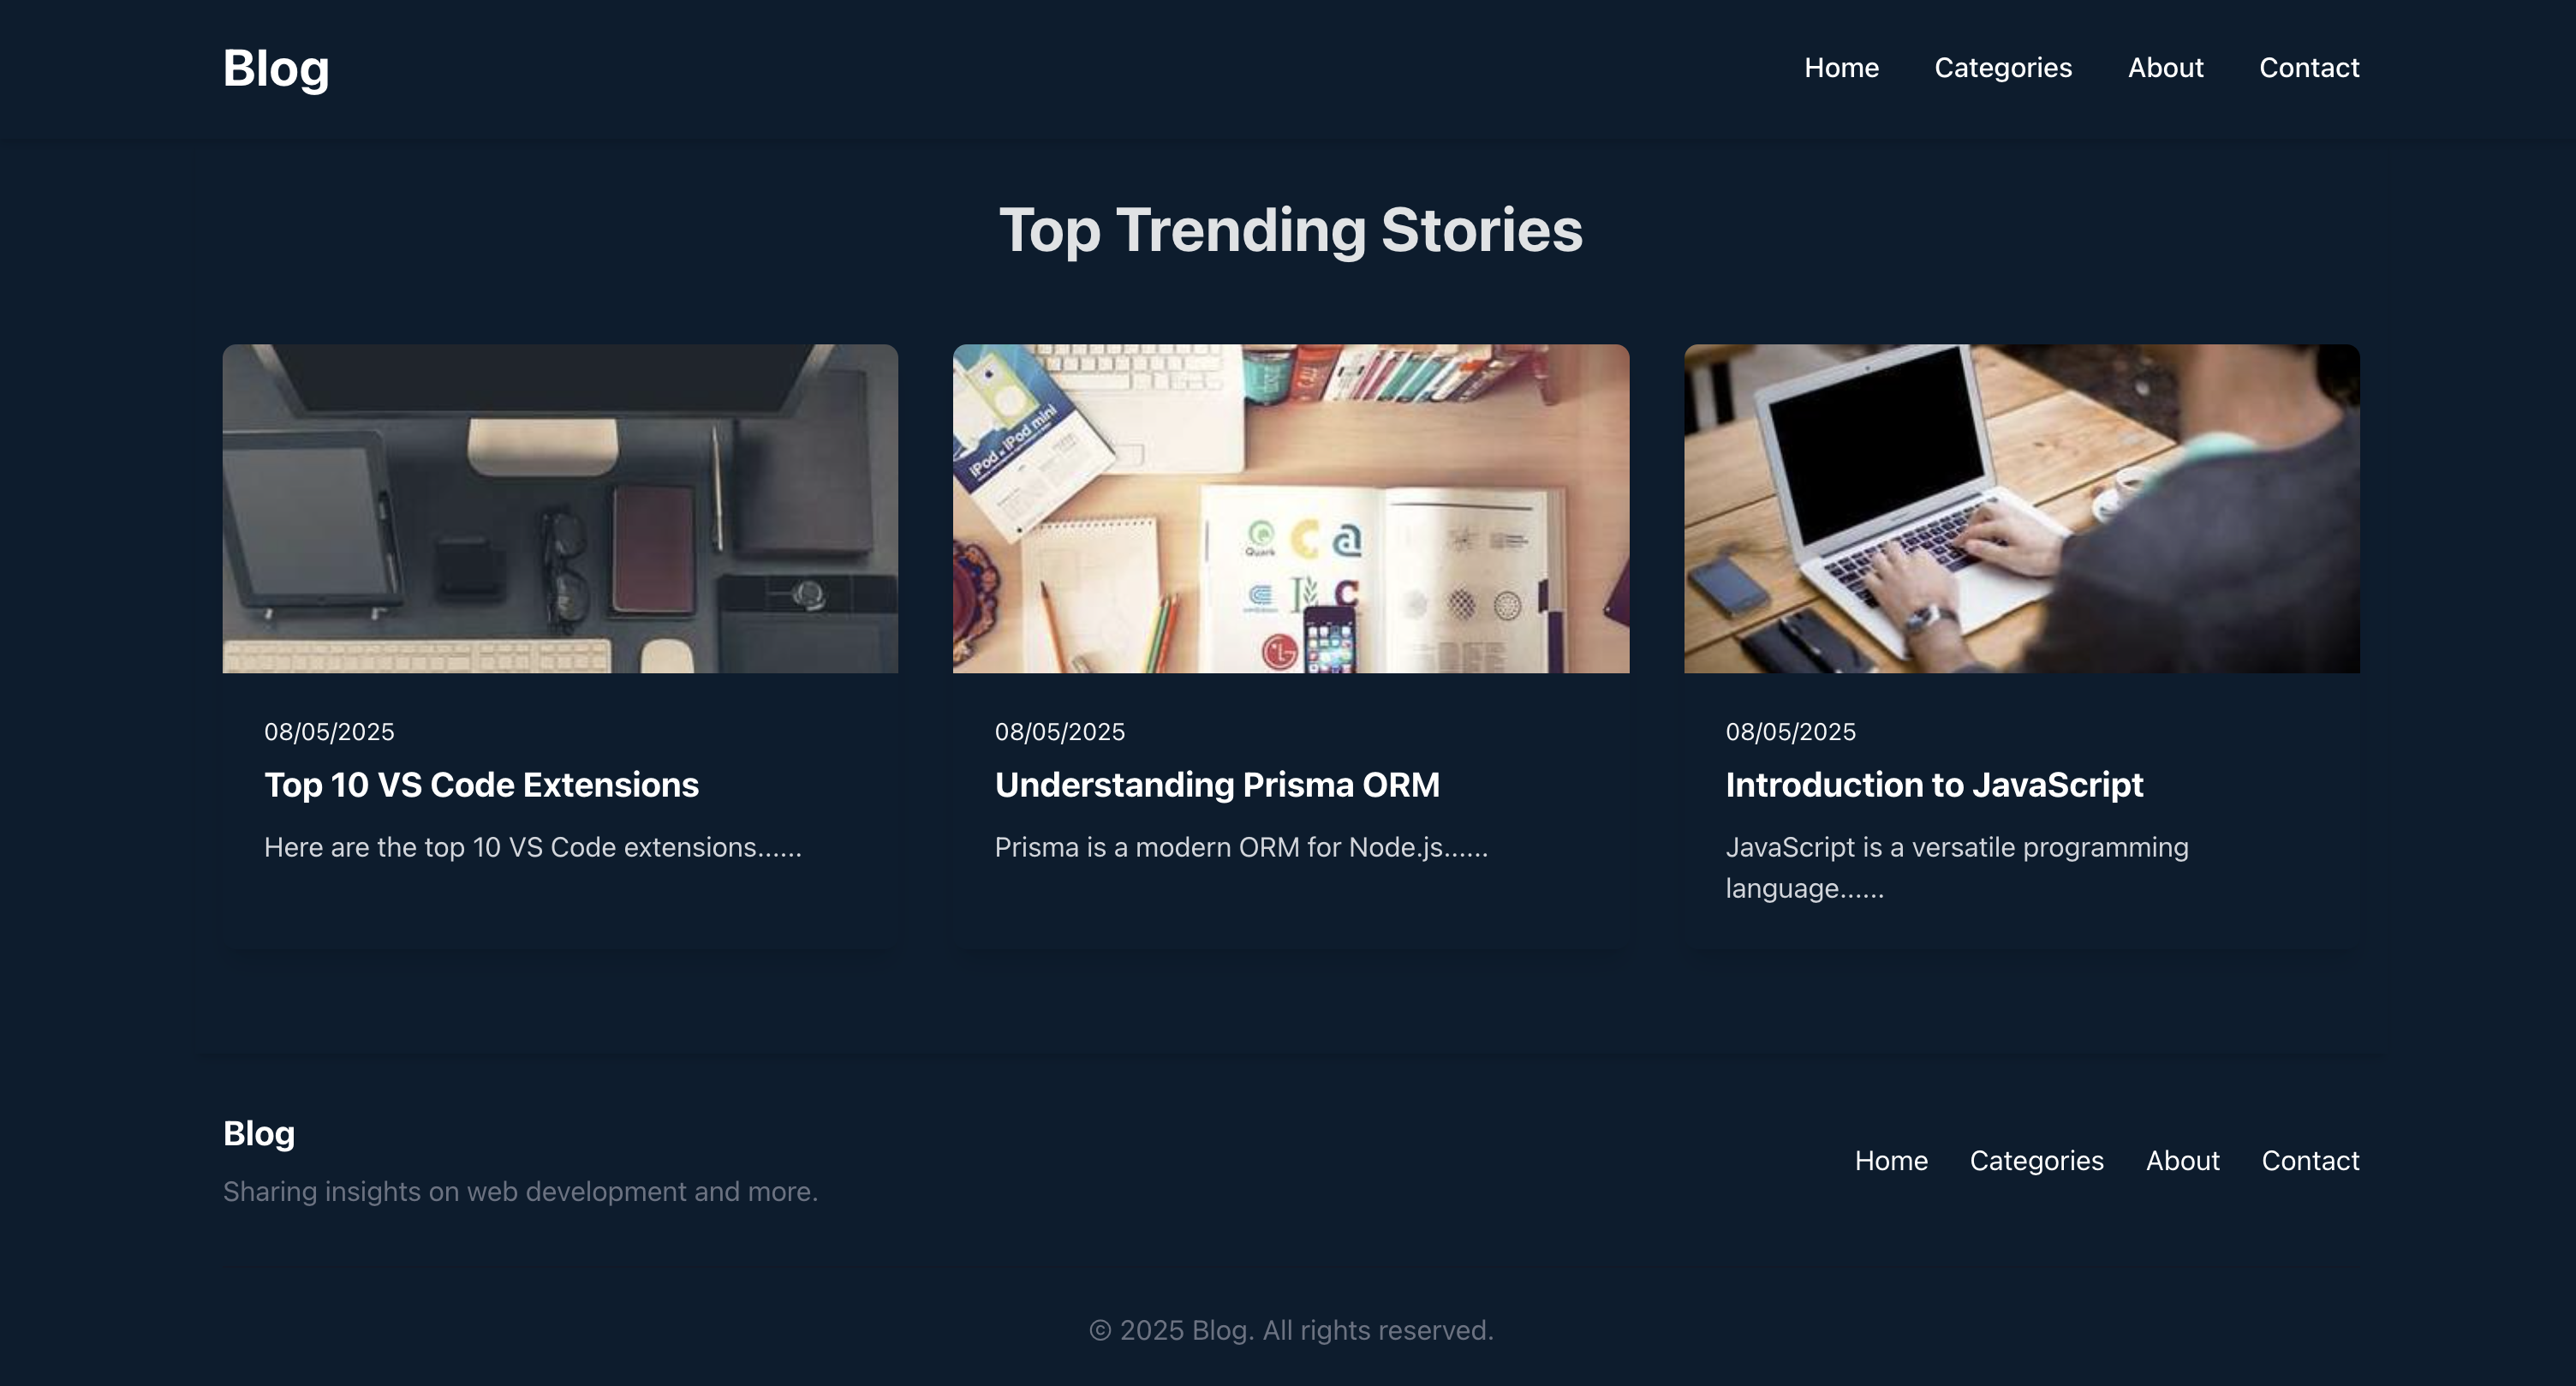 Blog
Home Categories About Contact
Top Trending Stories
iPod iPod mini
Quark
C a
C
LG
08/05/2025
Top 10 VS Code Extensions
Here are the top 10 VS Code extensions......
08/05/2025
Understanding Prisma ORM
Prisma is a modern ORM for Node.js......
08/05/2025
Introduction to JavaScript
JavaScript is a versatile programming
language......
Blog
Sharing insights on web development and more.
Home Categories About Contact
© 2025 Blog. All rights reserved.